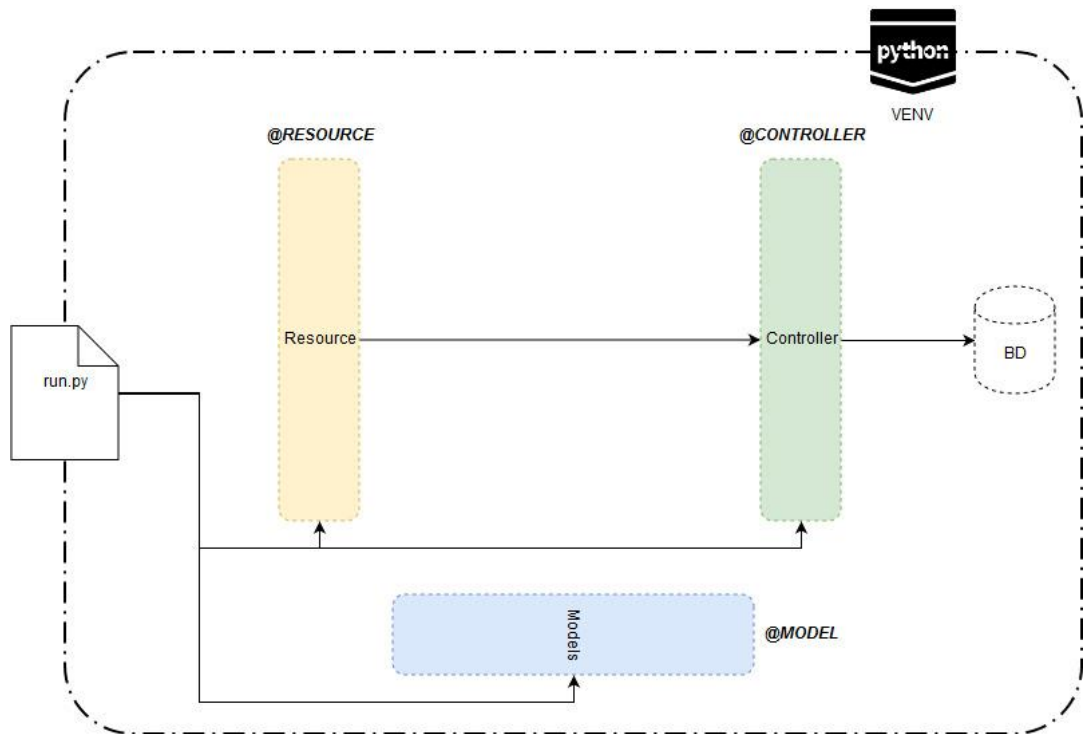 python
VENV
@RESOURCE
@CONTROLLER
Resource
Controller
BD
run.py
Models
@MODEL